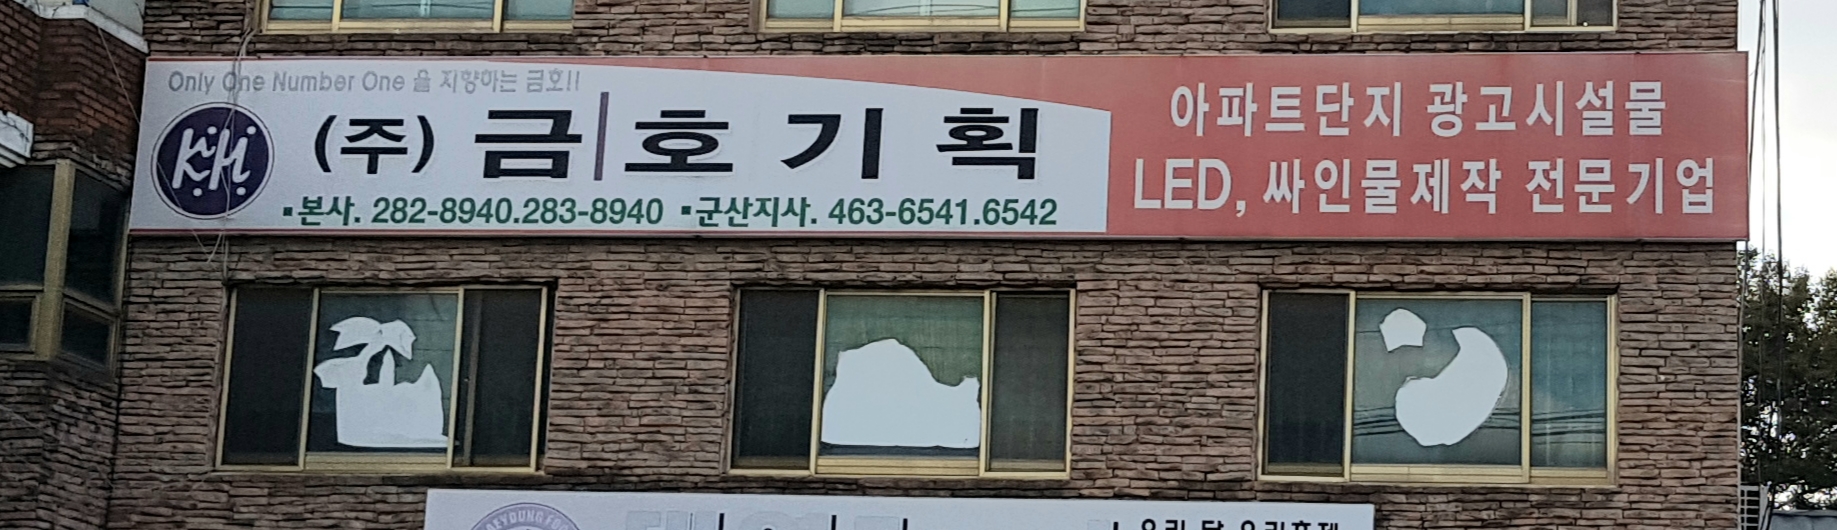 Only One Number One 을 지향하는 금호!!
KH
(주) 금호기획
▪본사. 282-8940.283-8940 ▪군산지사. 463-6541.6542
아파트단지 광고시설물
LED, 싸인물제작 전문기업